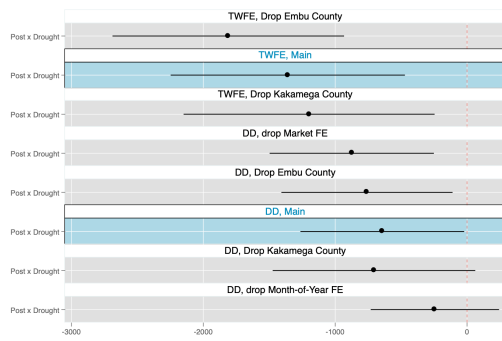 TWFE, Drop Embu County
Post x Drought
TWFE, Main
Post x Drought
TWFE, Drop Kakamega County
Post x Drought
DD, drop Market FE
Post x Drought
DD, Drop Embu County
Post x Drought
DD, Main
Post x Drought
DD, Drop Kakamega County
Post x Drought
DD, drop Month-of-Year FE
Post x Drought
-3000 -2000 -1000 0